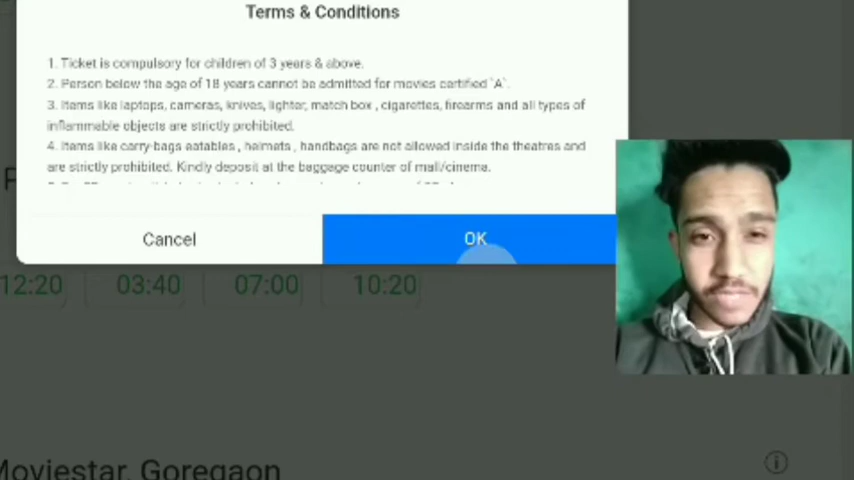 Terms & Conditions
1. Ticket is compulsory for children of 3 years & above.
2. Person below the age of 18 years cannot be admitted for movies certified `A`.
3. Items like laptops, cameras, knives, lighter, match box , cigarettes, firearms and all types of
inflammable objects are strictly prohibited.
4. Items like carry-bags eatables , helmets , handbags are not allowed inside the theatres and
are strictly prohibited. Kindly deposit at the baggage counter of mall/cinema.
Cancel
OK
12:20
03:40
07:00
10:20
Moviestar, Goregaon